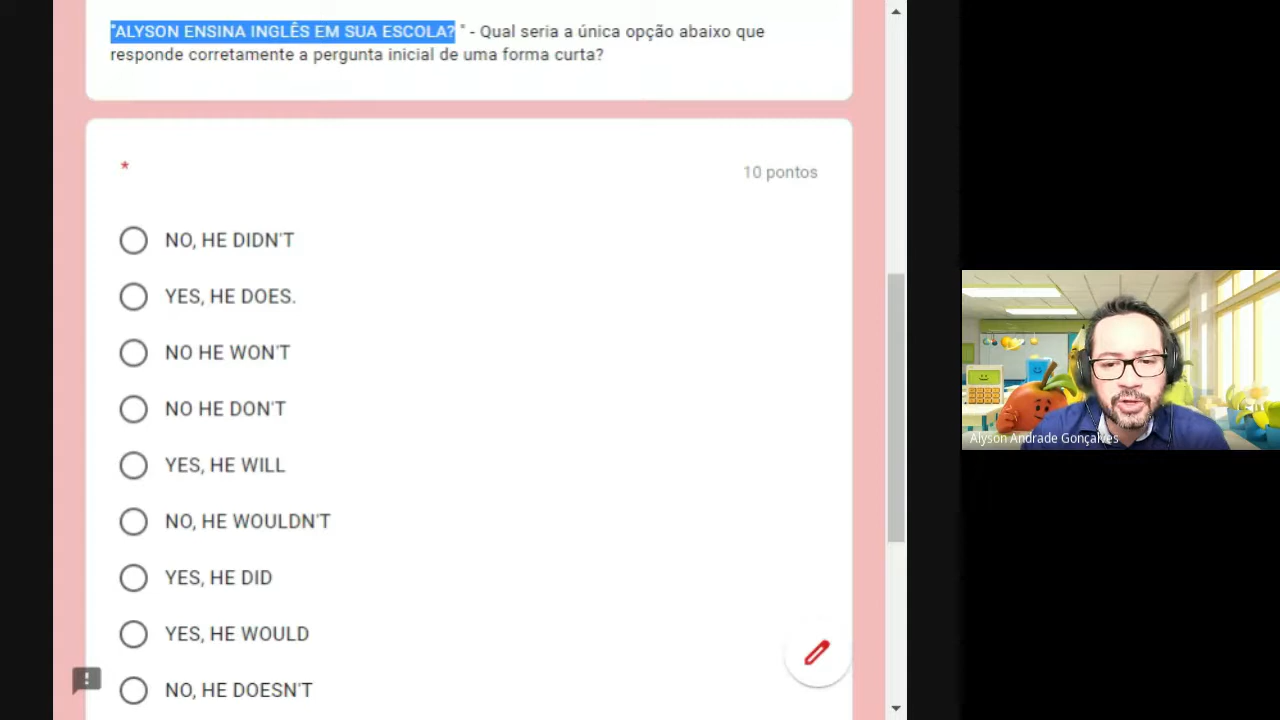 "ALYSON ENSINA INGLÊS EM SUA ESCOLA? " - Qual seria a única opção abaixo que
responde corretamente a pergunta inicial de uma forma curta?
*
10 pontos
NO, HE DIDN'T
YES, HE DOES.
NO HE WON'T
NO HE DON'T
YES, HE WILL
NO, HE WOULDN'T
YES, HE DID
YES, HE WOULD
NO, HE DOESN'T
Alyson Andrade Gonçalves